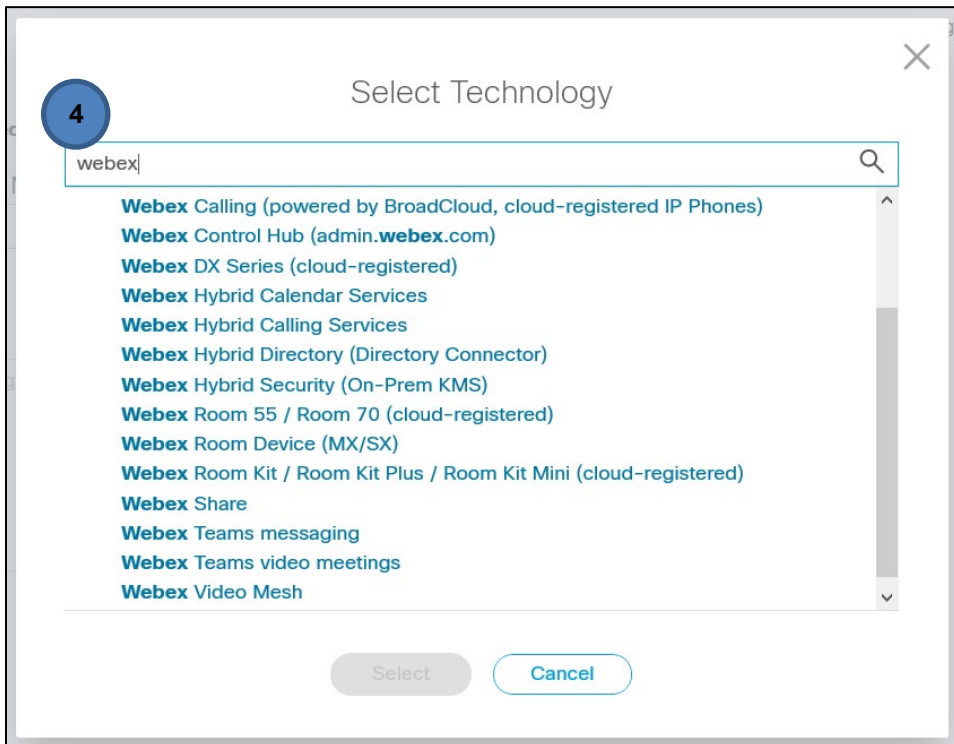 Select Technology
4
webex
Webex Calling (powered by BroadCloud, cloud-registered IP Phones)
Webex Control Hub (admin.webex.com)
Webex DX Series (cloud-registered)
Webex Hybrid Calendar Services
Webex Hybrid Calling Services
Webex Hybrid Directory (Directory Connector)
Webex Hybrid Security (On-Prem KMS)
Webex Room 55 / Room 70 (cloud-registered)
Webex Room Device (MX/SX)
Webex Room Kit / Room Kit Plus / Room Kit Mini (cloud-registered)
Webex Share
Webex Teams messaging
Webex Teams video meetings
Webex Video Mesh
Select
Cancel